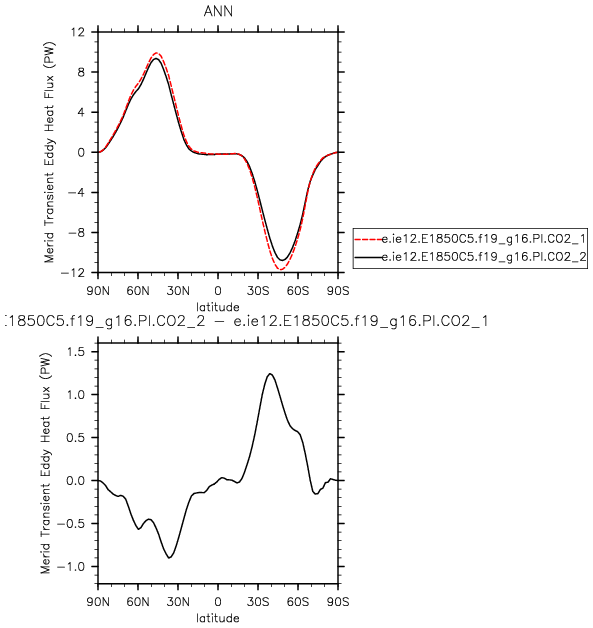 ANN
Merid Transient Eddy Heat Flux (PW)
12
8
4
0
−4
−8
−12
90N 60N 30N 0 30S 60S 90S
latitude
e.ie12.E1850C5.f19_g16.PI.CO2_1
e.ie12.E1850C5.f19_g16.PI.CO2_2
:1850C5.f19_g16.PI.CO2_2 − e.ie12.E1850C5.f19_g16.PI.CO2_1
Merid Transient Eddy Heat Flux (PW)
1.5
1.0
0.5
0.0
−0.5
−1.0
90N 60N 30N 0 30S 60S 90S
latitude